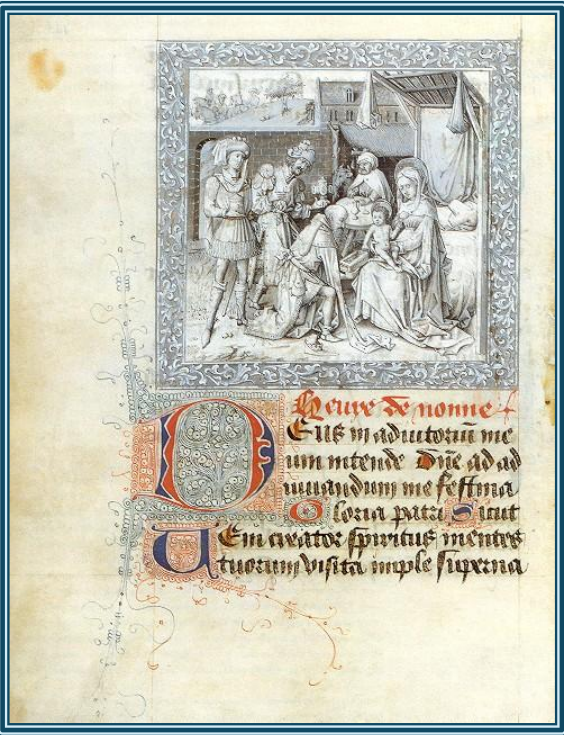 Heure de nonne
Deus in adiutoriū me
um intende Dn̄e ad ad
iuuandum me festina
Gloria patri Sicut
Veni creator spiritus mentes
tuorum visita imple superna